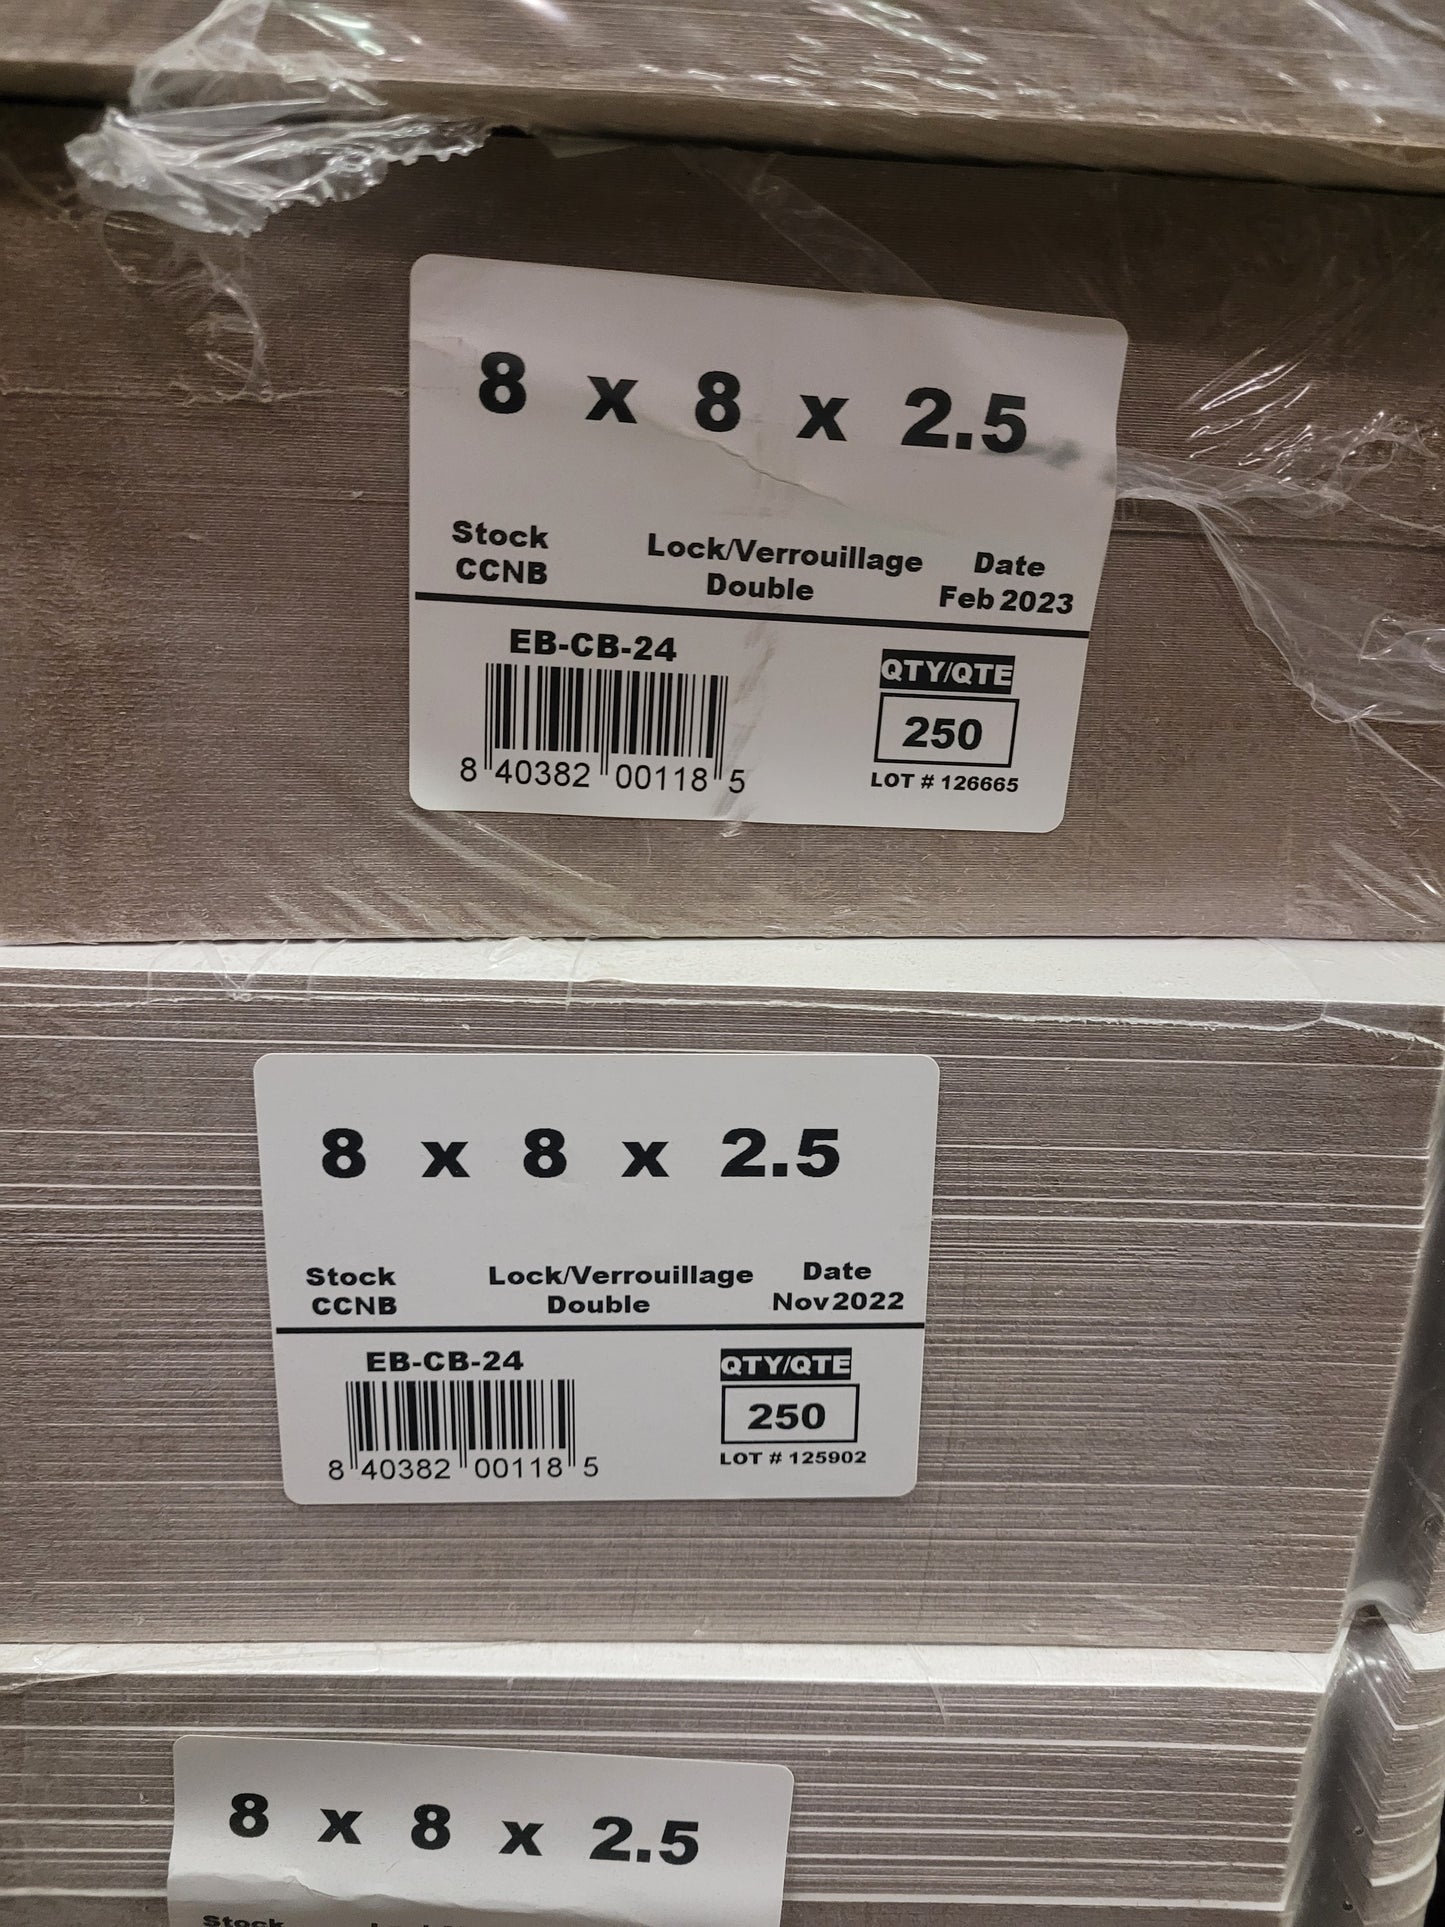 8 x 8 x 2.5
Stock Lock/Verrouillage Date
CCNB Double Feb 2023
EB-CB-24 QTY/QTE
250
8 40382 00118 5 LOT # 126665
8 x 8 x 2.5
Stock Lock/Verrouillage Date
CCNB Double Nov 2022
EB-CB-24 QTY/QTE
250
8 40382 00118 5 LOT # 125902
8 x 8 x 2.5
Stock